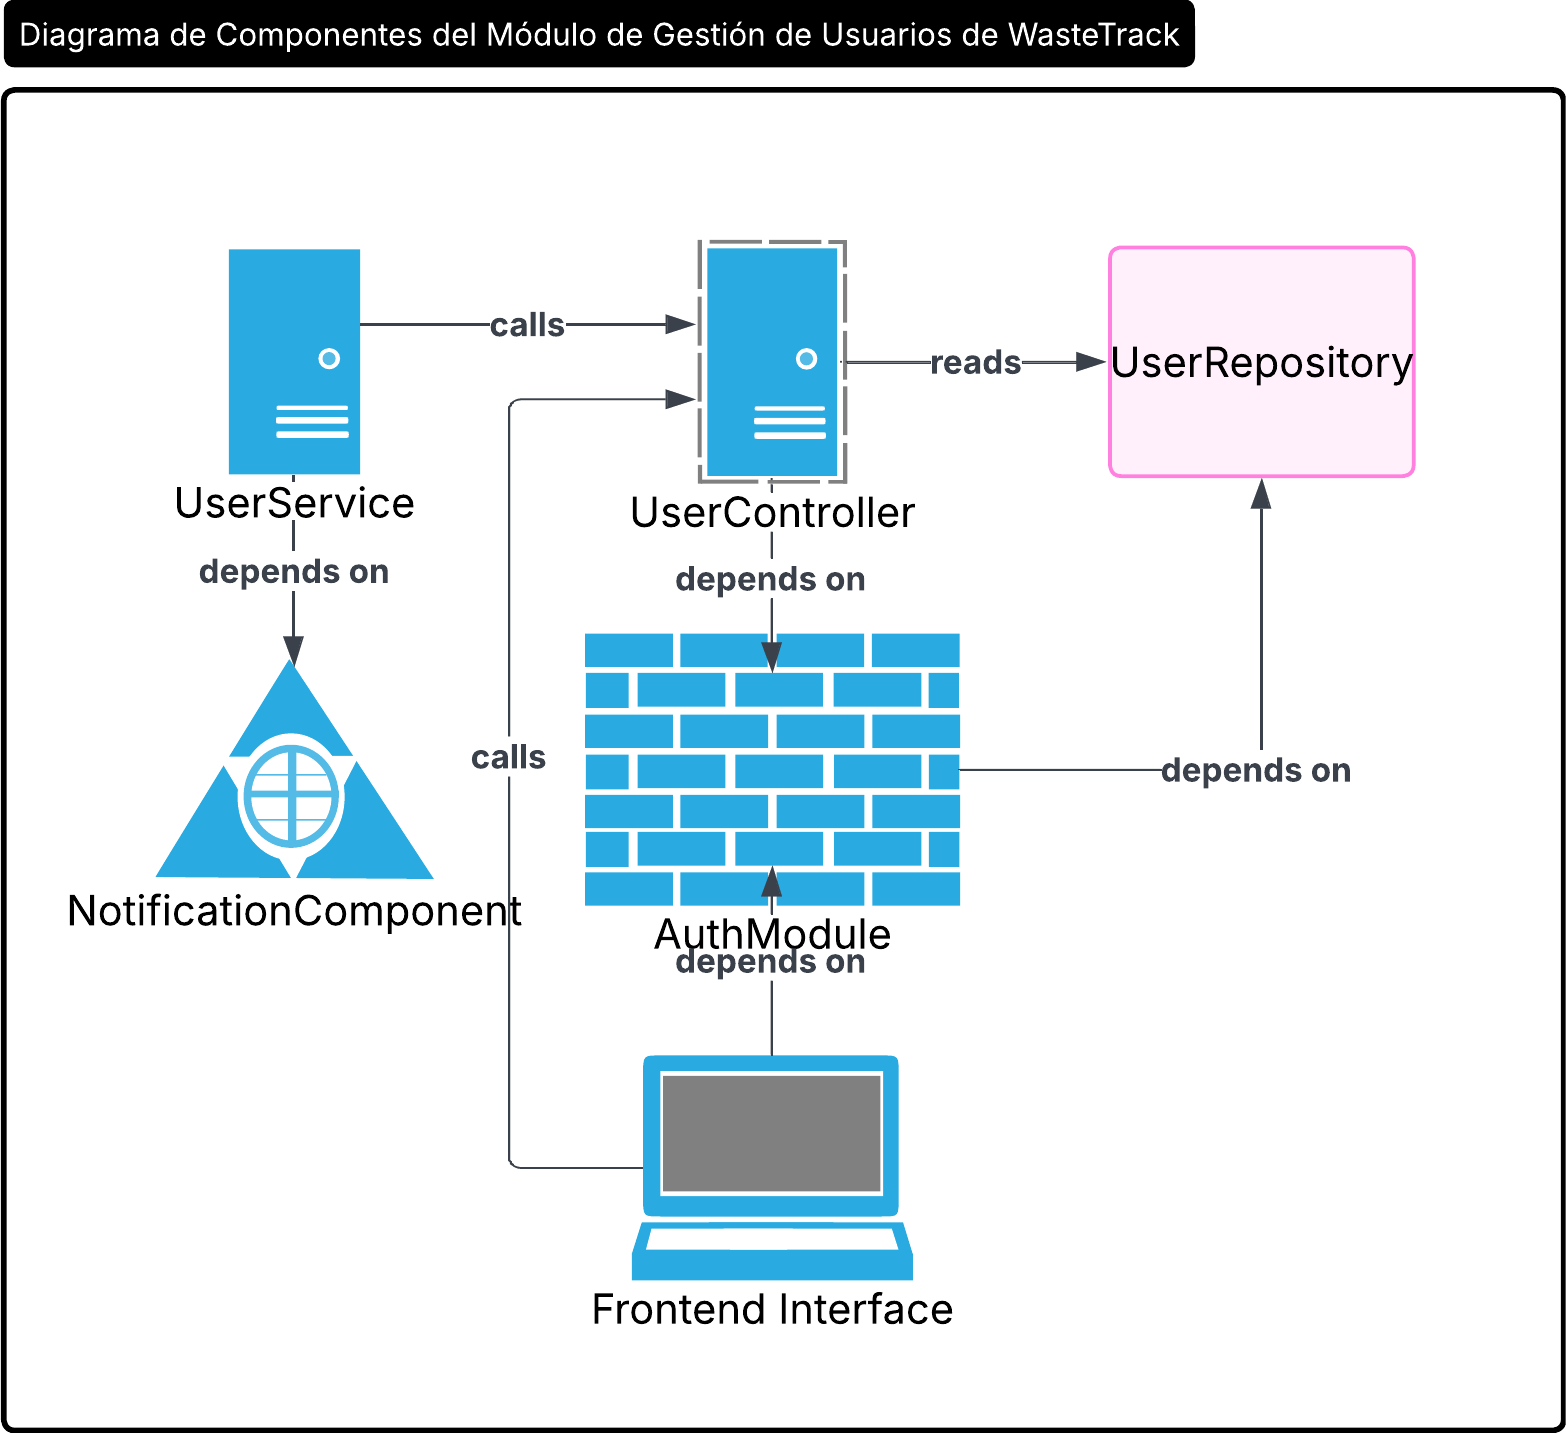 Diagrama de Componentes del Módulo de Gestión de Usuarios de WasteTrack
calls
reads
UserRepository
calls
UserService
UserController
depends on
depends on
depends on
NotificationComponent
AuthModule
depends on
Frontend Interface